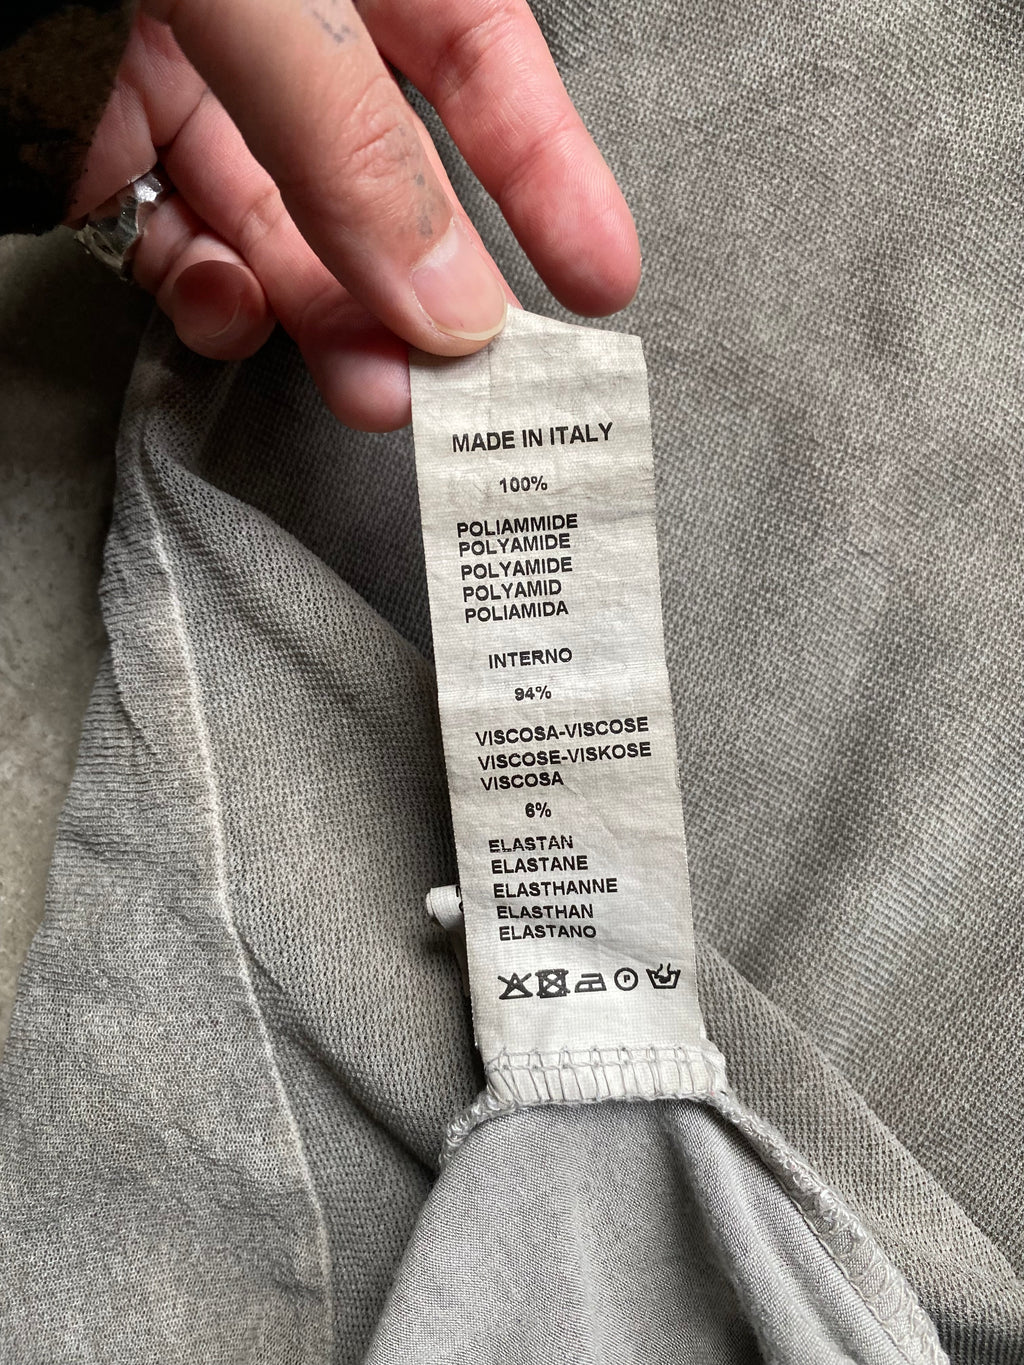 MADE IN ITALY
100%
POLIAMMIDE
POLYAMIDE
POLYAMIDE
POLYAMID
POLIAMIDA
INTERNO
94%
VISCOSA-VISCOSE
VISCOSE-VISKOSE
VISCOSA
6%
ELASTAN
ELASTANE
ELASTHANNE
ELASTHAN
ELASTANO
P